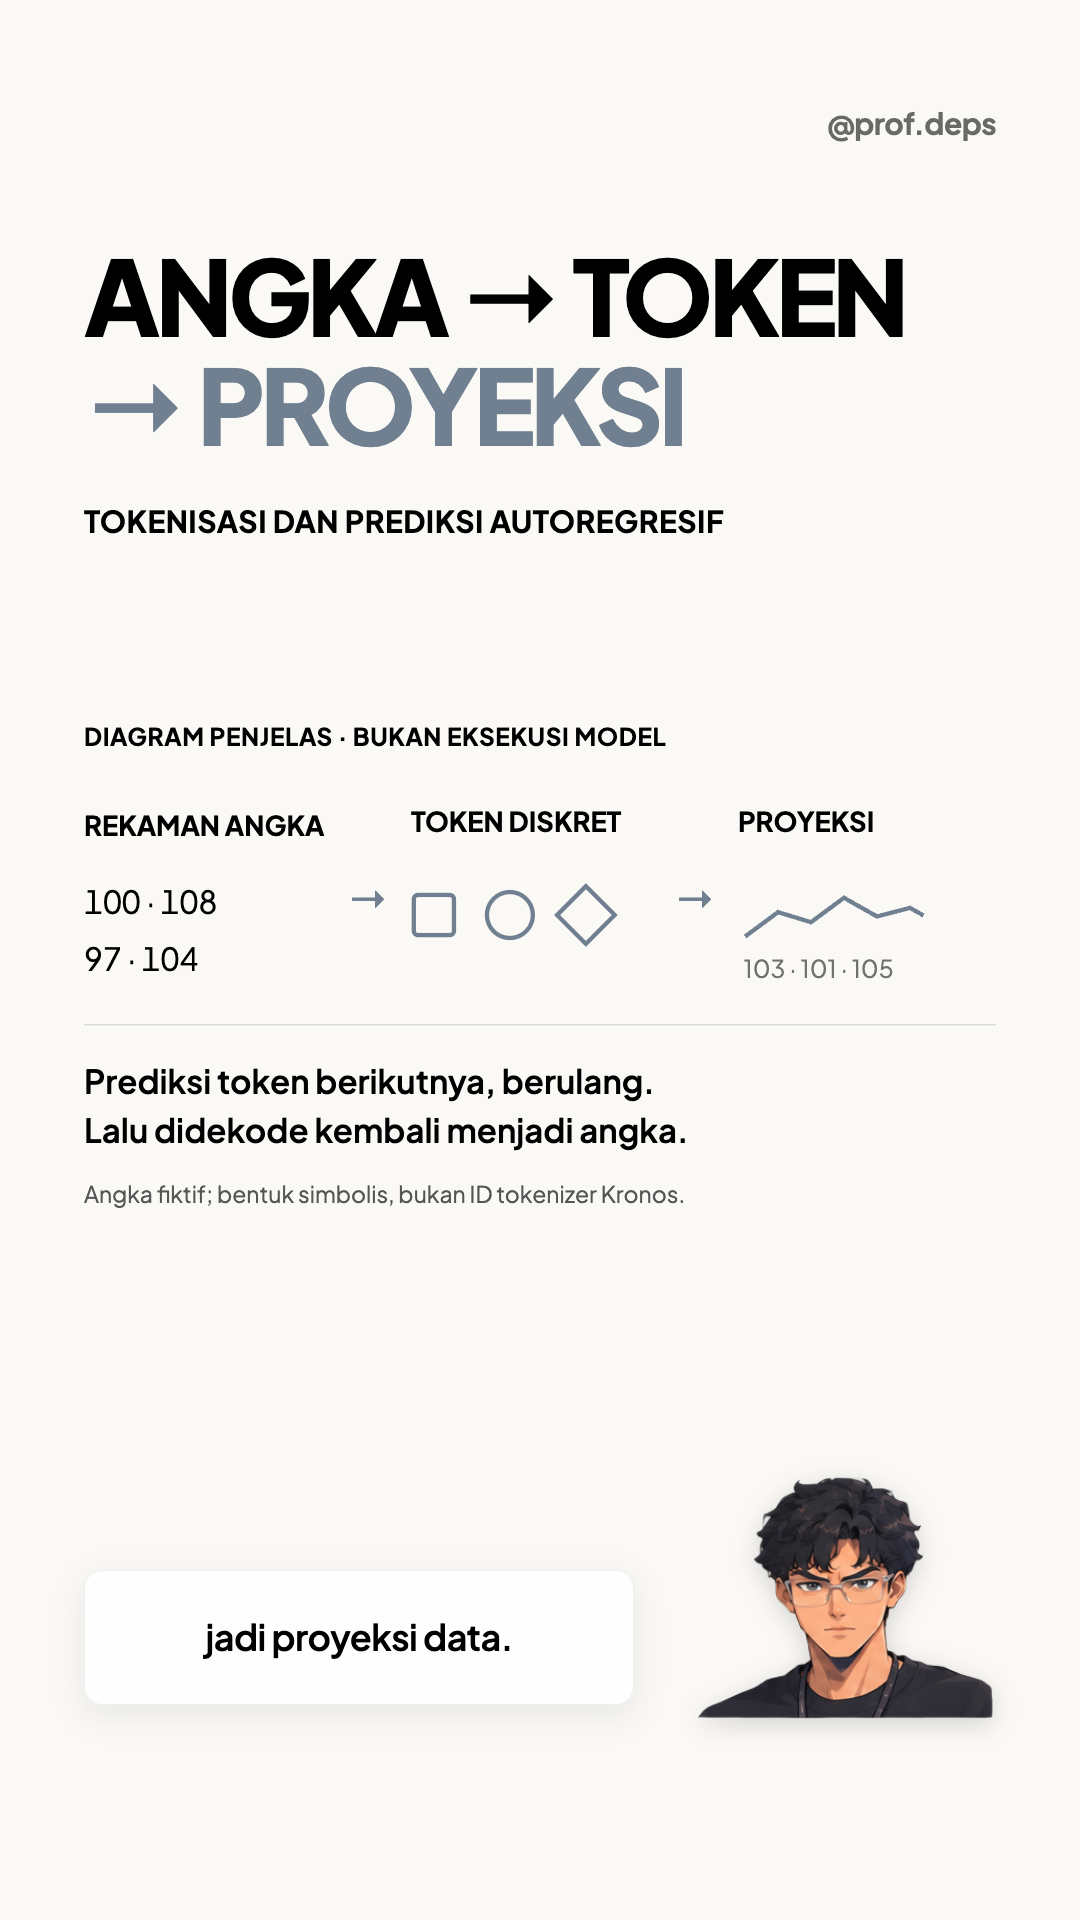 @prof.deps
ANGKA → TOKEN
→ PROYEKSI
TOKENISASI DAN PREDIKSI AUTOREGRESIF
DIAGRAM PENJELAS · BUKAN EKSEKUSI MODEL
REKAMAN ANGKA
100 · 108
97 · 104
→
TOKEN DISKRET
→
PROYEKSI
103 · 101 · 105
Prediksi token berikutnya, berulang.
Lalu didekode kembali menjadi angka.
Angka fiktif; bentuk simbolis, bukan ID tokenizer Kronos.
jadi proyeksi data.